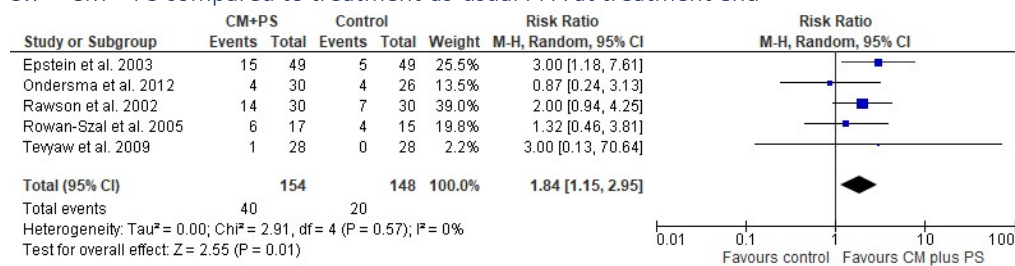 CM+PS Control Risk Ratio Risk Ratio
Study or Subgroup Events Total Events Total Weight M-H, Random, 95% CI M-H, Random, 95% CI
Epstein et al. 2003 15 49 5 49 25.5% 3.00 [1.18, 7.61]
Ondersma et al. 2012 4 30 4 26 13.5% 0.87 [0.24, 3.13]
Rawson et al. 2002 14 30 7 30 39.0% 2.00 [0.94, 4.25]
Rowan-Szal et al. 2005 6 17 4 15 19.8% 1.32 [0.46, 3.81]
Tevyaw et al. 2009 1 28 0 28 2.2% 3.00 [0.13, 70.64]
Total (95% CI) 154 148 100.0% 1.84 [1.15, 2.95]
Total events 40 20
Heterogeneity: Tau² = 0.00; Chi² = 2.91, df = 4 (P = 0.57); I² = 0%
Test for overall effect: Z = 2.55 (P = 0.01)
0.01 0.1 1 10 100
Favours control Favours CM plus PS